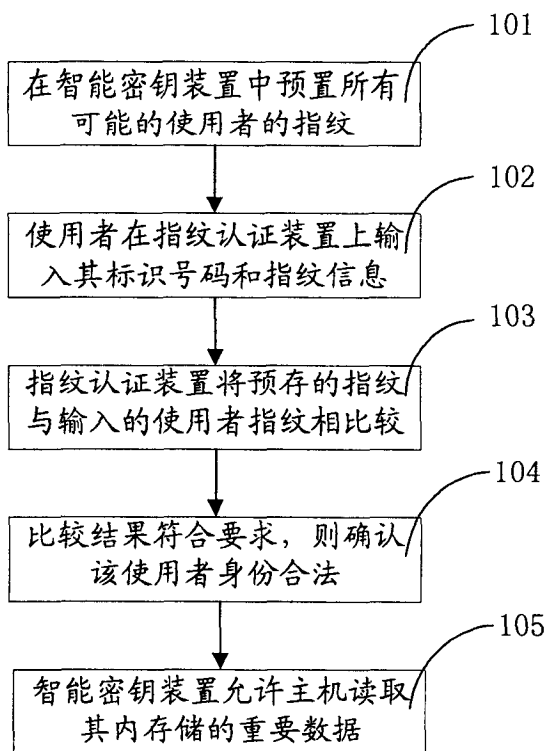 101
在智能密钥装置中预置所有
可能的使用者的指纹
102
使用者在指纹认证装置上输
入其标识号码和指纹信息
103
指纹认证装置将预存的指纹
与输入的使用者指纹相比较
104
比较结果符合要求，则确认
该使用者身份合法
105
智能密钥装置允许主机读取
其内存储的重要数据